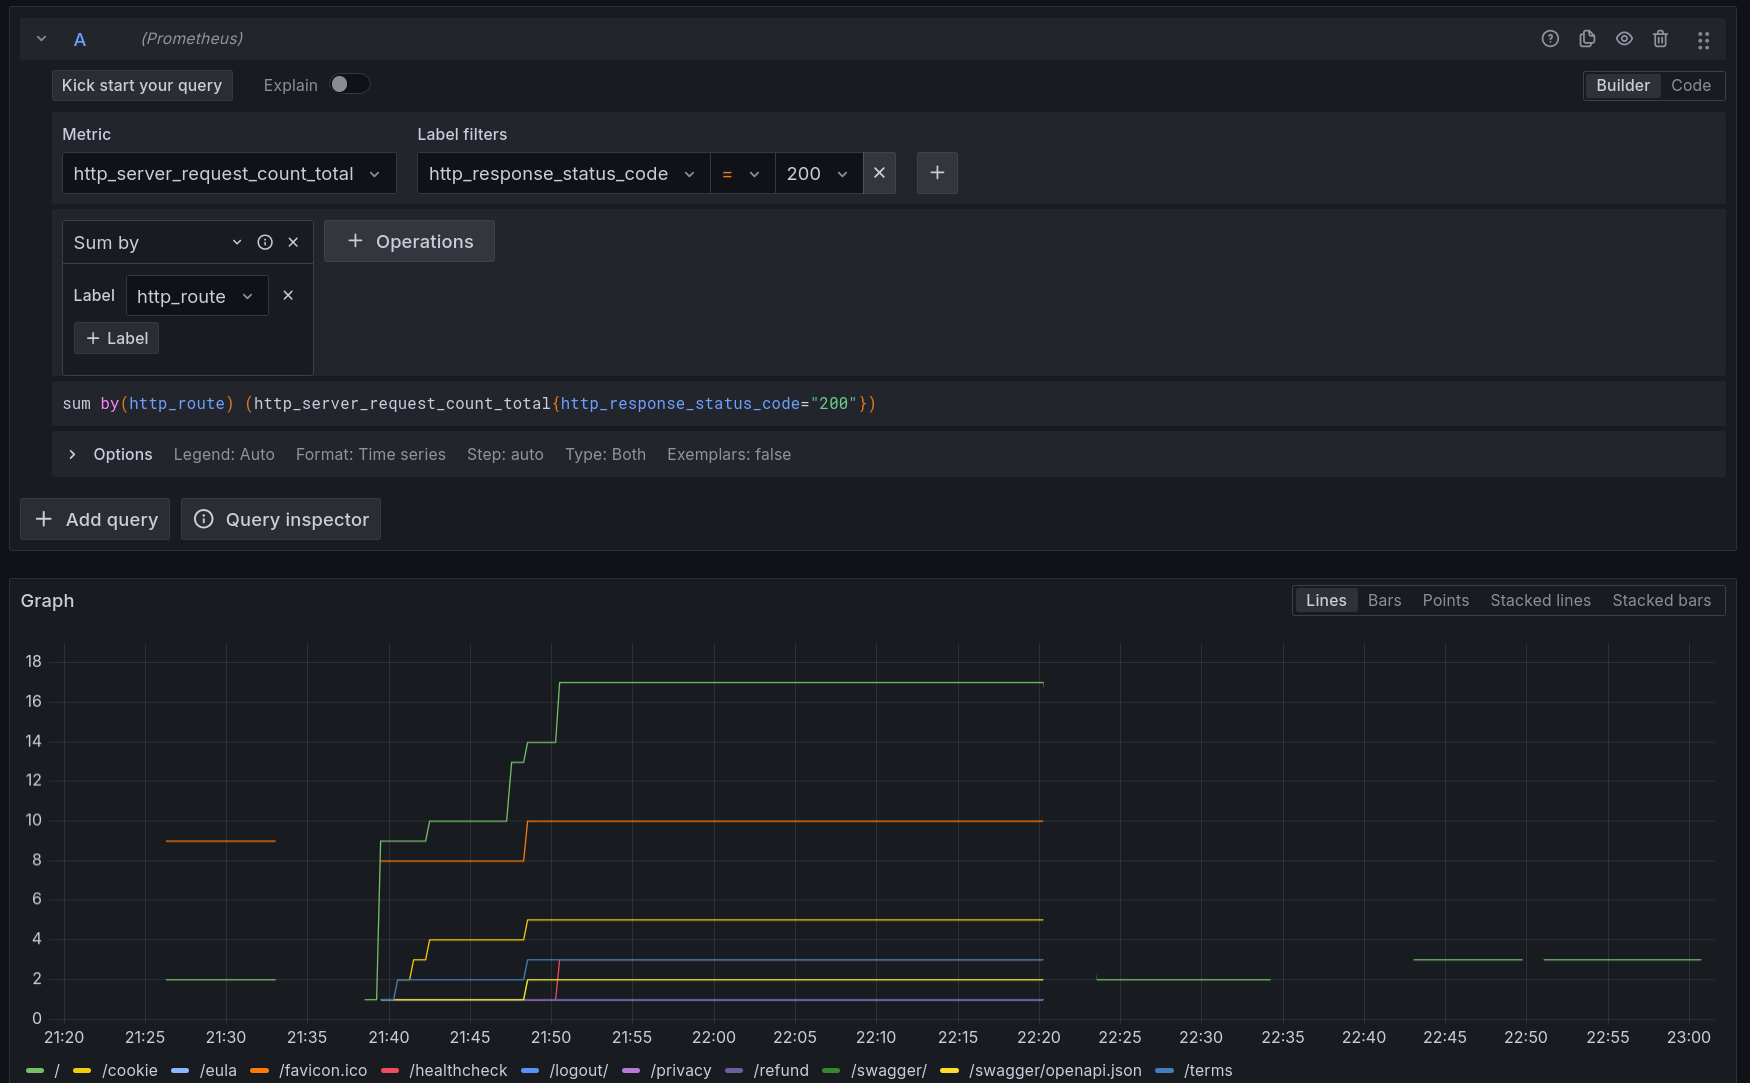 A (Prometheus)
Kick start your query Explain Builder Code
Metric Label filters
http_server_request_count_total http_response_status_code = 200
Sum by Operations
Label http_route
Label
sum by(http_route) (http_server_request_count_total{http_response_status_code="200"})
Options Legend: Auto Format: Time series Step: auto Type: Both Exemplars: false
Add query Query inspector
Graph Lines Bars Points Stacked lines Stacked bars
18
16
14
12
10
8
6
4
2
0
21:20 21:25 21:30 21:35 21:40 21:45 21:50 21:55 22:00 22:05 22:10 22:15 22:20 22:25 22:30 22:35 22:40 22:45 22:50 22:55 23:00
/ /cookie /eula /favicon.ico /healthcheck /logout/ /privacy /refund /swagger/ /swagger/openapi.json /terms